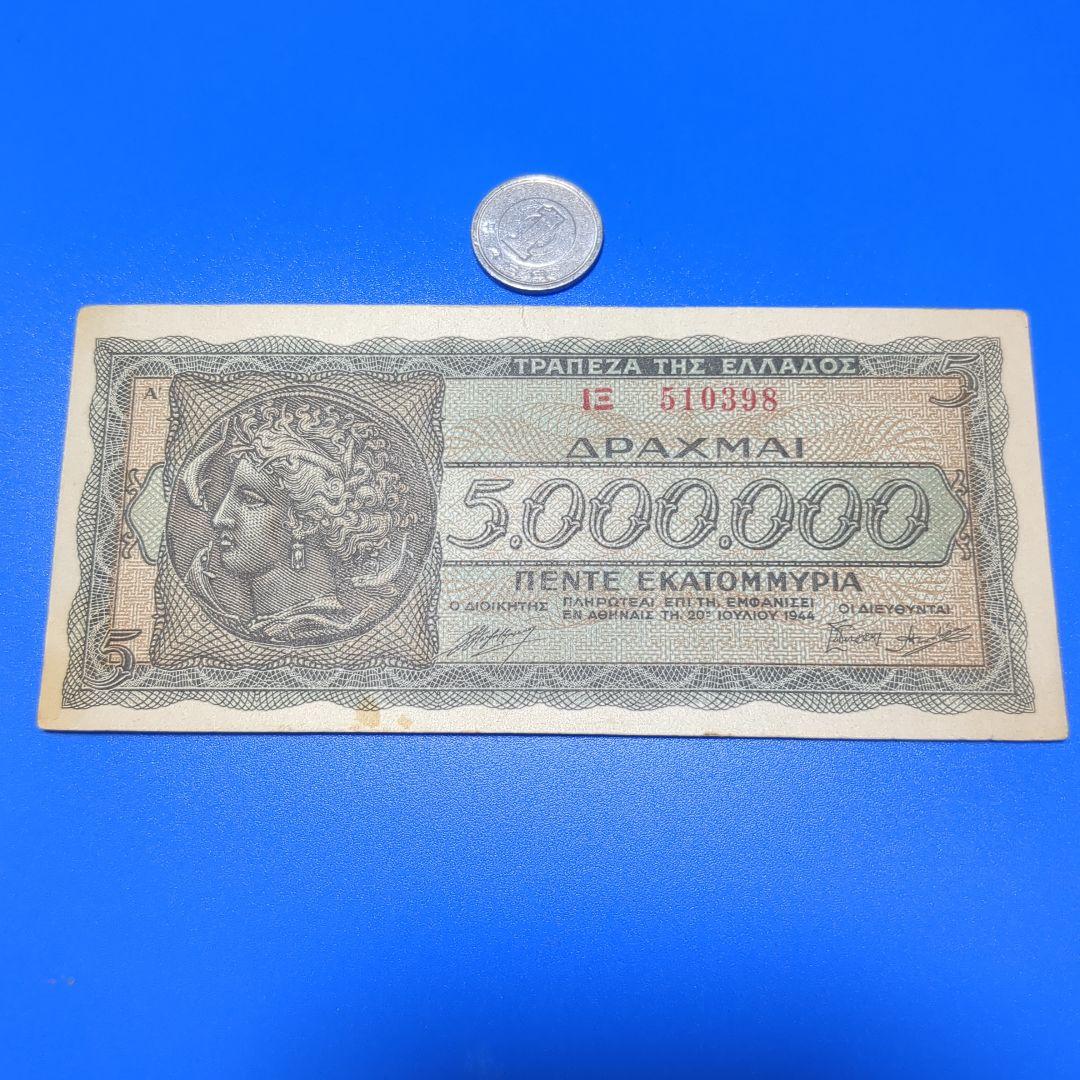 ΤΡΑΠΕΖΑ ΤΗΣ ΕΛΛΑΔΟΣ
5
Α
ΙΞ 510398
ΔΡΑΧΜΑΙ
5.000.000
ΠΕΝΤΕ ΕΚΑΤΟΜΜΥΡΙΑ
Ο ΔΙΟΙΚΗΤΗΣ ΠΛΗΡΩΤΕΑΙ ΕΠΙ ΤΗ, ΕΜΦΑΝΙΣΕΙ ΟΙ ΔΙΕΥΘΥΝΤΑΙ
ΕΝ ΑΘΗΝΑΙΣ ΤΗ, 20ῌ ΙΟΥΛΙΟΥ 1944
5